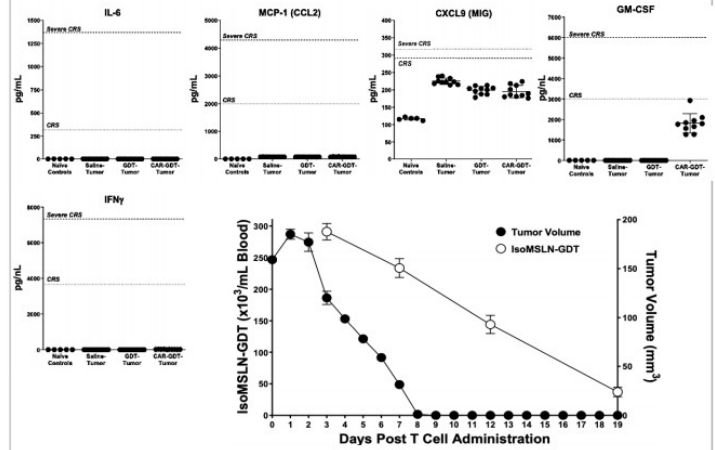 IL-6
1500
1250
1000
750
500
250
0
pg/mL
Severe CRS
CRS
Naïve Controls
Saline-Tumor
GDT-Tumor
CAR-GDT-Tumor
MCP-1 (CCL2)
5000
4000
3000
2000
1000
0
pg/mL
Severe CRS
CRS
Naïve Controls
Saline-Tumor
GDT-Tumor
CAR-GDT-Tumor
CXCL9 (MIG)
400
350
300
250
200
150
100
50
0
pg/mL
Severe CRS
CRS
Naïve Controls
Saline-Tumor
GDT-Tumor
CAR-GDT-Tumor
GM-CSF
7000
6000
5000
4000
3000
2000
1000
0
pg/mL
Severe CRS
CRS
Naïve Controls
Saline-Tumor
GDT-Tumor
CAR-GDT-Tumor
IFNγ
8000
6000
4000
2000
0
pg/mL
Severe CRS
CRS
Naïve Controls
Saline-Tumor
GDT-Tumor
CAR-GDT-Tumor
IsoMSLN-GDT (x10³/mL Blood)
300
250
200
150
100
50
0
Tumor Volume
IsoMSLN-GDT
200
150
100
50
0
Tumor Volume (mm³)
0 1 2 3 4 5 6 7 8 9 10 11 12 13 14 15 16 17 18 19
Days Post T Cell Administration